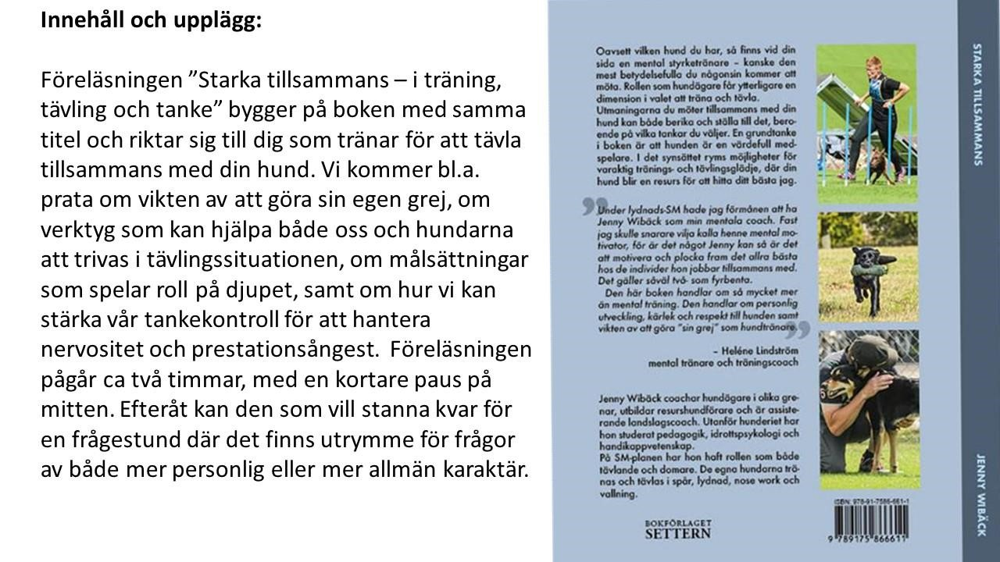 Innehåll och upplägg:
Föreläsningen ”Starka tillsammans – i träning,
tävling och tanke” bygger på boken med samma
titel och riktar sig till dig som tränar för att tävla
tillsammans med din hund. Vi kommer bl.a.
prata om vikten av att göra sin egen grej, om
verktyg som kan hjälpa både oss och hundarna
att trivas i tävlingssituationen, om målsättningar
som spelar roll på djupet, samt om hur vi kan
stärka vår tankekontroll för att hantera
nervositet och prestationsångest. Föreläsningen
pågår ca två timmar, med en kortare paus på
mitten. Efteråt kan den som vill stanna kvar för
en frågestund där det finns utrymme för frågor
av både mer personlig eller mer allmän karaktär.
Oavsett vilken hund du har, så finns vid din
sida en mental styrketränare – kanske den
mest betydelsefulla du någonsin kommer att
möta. Rollen som hundägare får ytterligare en
dimension i valet att träna och tävla.
Utmaningarna du möter tillsammans med din
hund kan både berika och ställa till det, bero-
ende på vilka tankar du väljer. En grundtanke
i boken är att hunden är en värdefull med-
spelare. I det synsättet ryms möjligheter för
varaktig tränings- och tävlingsglädje, där din
hund blir en resurs för att hitta ditt bästa jag.
”Under lydnads-SM hade jag förmånen att ha
Jenny Wibäck som min mentala coach. Fast
jag skulle snarare vilja kalla henne mental mo-
tivator, för är det något Jenny kan så är det
att motivera och plocka fram det allra bästa
hos de individer hon jobbar tillsammans med.
Det gäller såväl två- som fyrbenta.
Den här boken handlar om så mycket mer
än mental träning. Den handlar om personlig
utveckling, kärlek och respekt till hunden samt
vikten av att göra ”sin grej” som hundtränare.”
– Heléne Lindström
mental tränare och träningscoach
Jenny Wibäck coachar hundägare i olika gre-
nar, utbildar resurshundförare och är assiste-
rande landslagscoach. Utanför hunderiet har
hon studerat pedagogik, idrottspsykologi och
handikappvetenskap.
På SM-planen har hon haft rollen som både
tävlande och domare. De egna hundarna trä-
nas och tävlas i spår, lydnad, nose work och
vallning.
BOKFÖRLAGET
SETTERN
ISBN: 978-91-7586-661-1
9 789175 866611
STARKA TILLSAMMANS
JENNY WIBÄCK